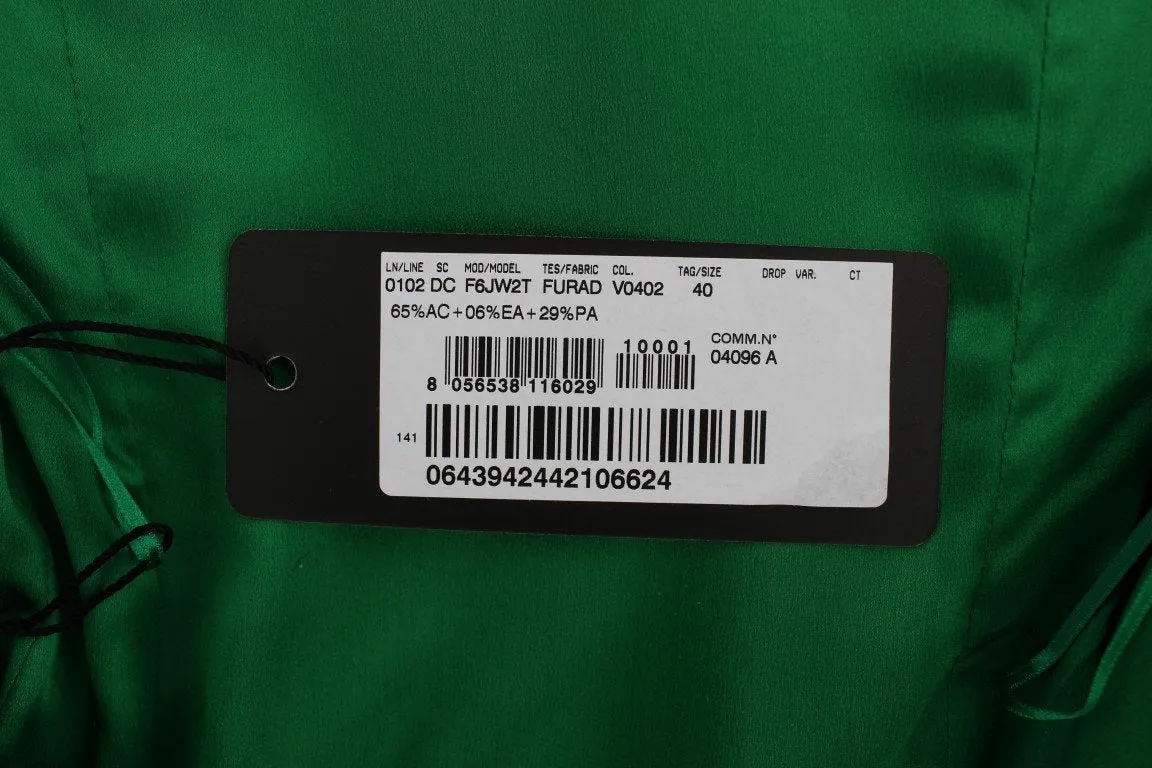 LN/LINE SC MOD/MODEL TES/FABRIC COL. TAG/SIZE DROP VAR. CT
0102 DC F6JW2T FURAD V0402 40
65%AC+06%EA+29%PA
10001
COMM.N°
04096 A
8 056538 116029
141
0643942442106624